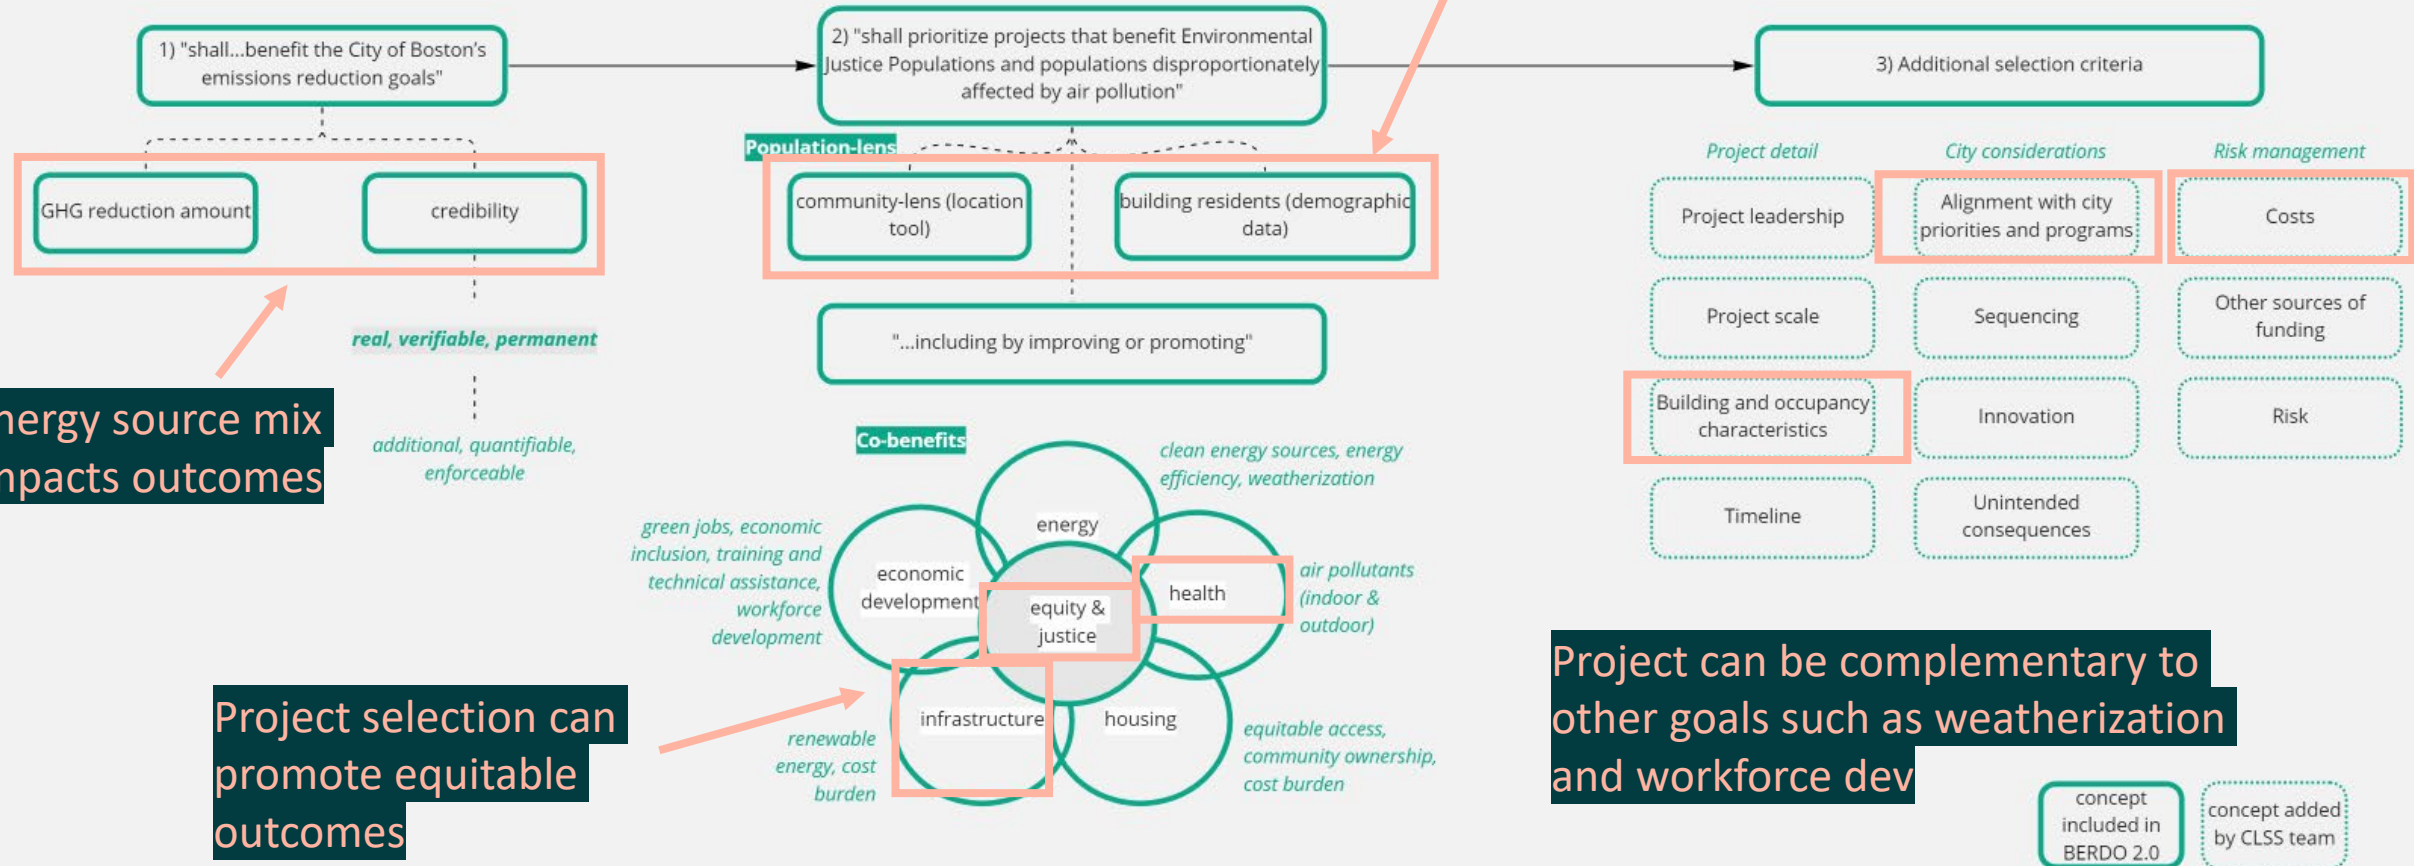 1) "shall...benefit the City of Boston's
emissions reduction goals"
2) "shall prioritize projects that benefit Environmental
Justice Populations and populations disproportionately
affected by air pollution"
3) Additional selection criteria
Population-lens
GHG reduction amount
credibility
community-lens (location
tool)
building residents (demographic
data)
real, verifiable, permanent
additional, quantifiable,
enforceable
"...including by improving or promoting"
nergy source mix
mpacts outcomes
Co-benefits
energy
clean energy sources, energy
efficiency, weatherization
green jobs, economic
inclusion, training and
technical assistance,
workforce
development
economic
development
equity &
justice
health
air pollutants
(indoor &
outdoor)
infrastructure
housing
renewable
energy, cost
burden
equitable access,
community ownership,
cost burden
Project selection can
promote equitable
outcomes
Project detail
City considerations
Risk management
Project leadership
Alignment with city
priorities and programs
Costs
Project scale
Sequencing
Other sources of
funding
Building and occupancy
characteristics
Innovation
Risk
Timeline
Unintended
consequences
Project can be complementary to
other goals such as weatherization
and workforce dev
concept
included in
BERDO 2.0
concept added
by CLSS team